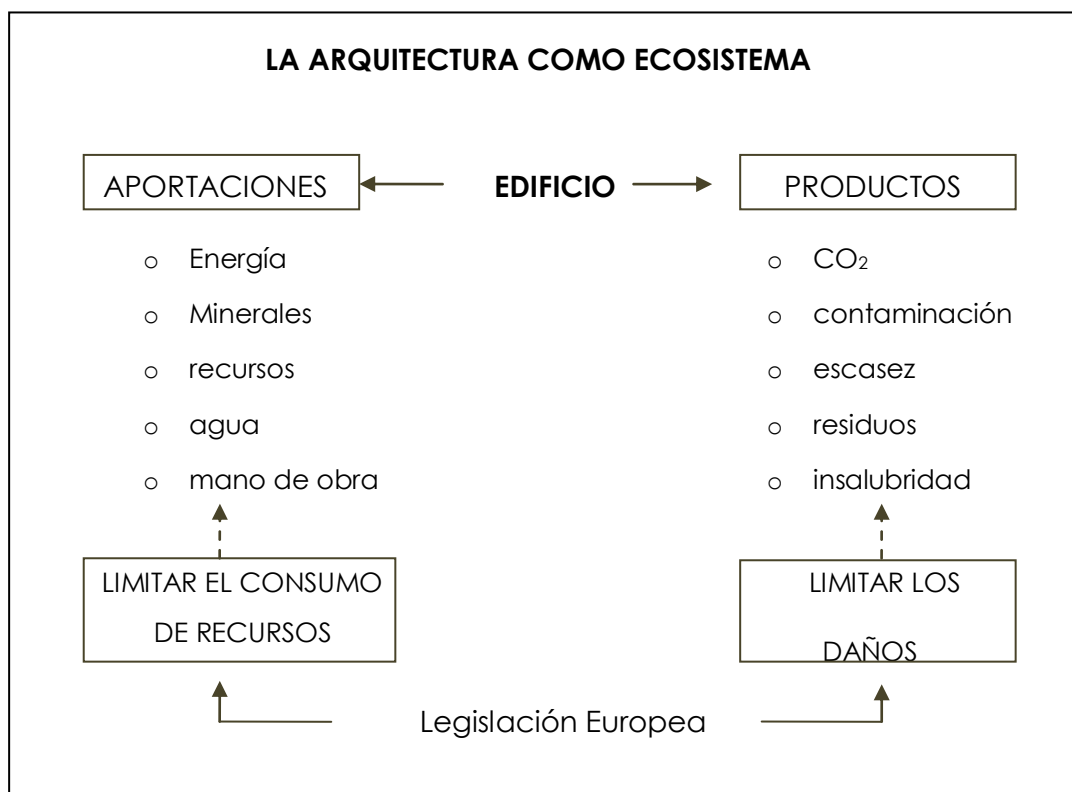 LA ARQUITECTURA COMO ECOSISTEMA
APORTACIONES
EDIFICIO
PRODUCTOS
o Energía
o Minerales
o recursos
o agua
o mano de obra
o CO₂
o contaminación
o escasez
o residuos
o insalubridad
LIMITAR EL CONSUMO
DE RECURSOS
LIMITAR LOS
DAÑOS
Legislación Europea